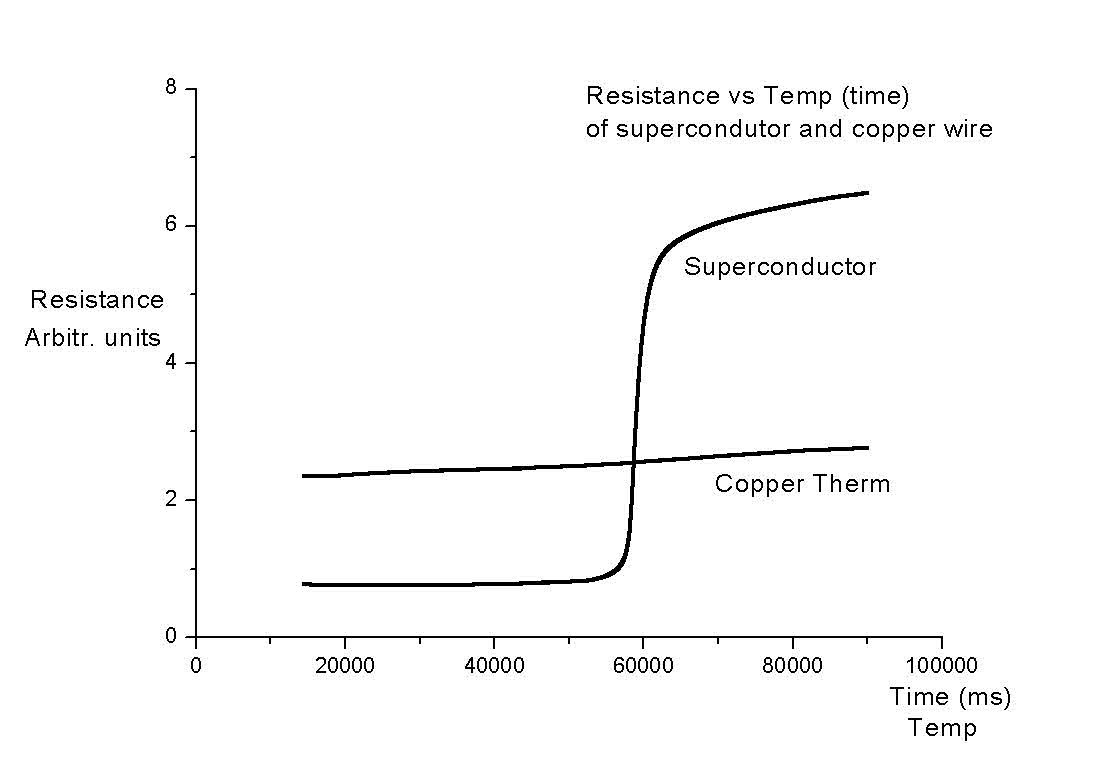 Resistance vs Temp (time)
of supercondutor and copper wire
8
6
4
2
0
Resistance
Arbitr. units
Superconductor
Copper Therm
0 20000 40000 60000 80000 100000
Time (ms)
Temp